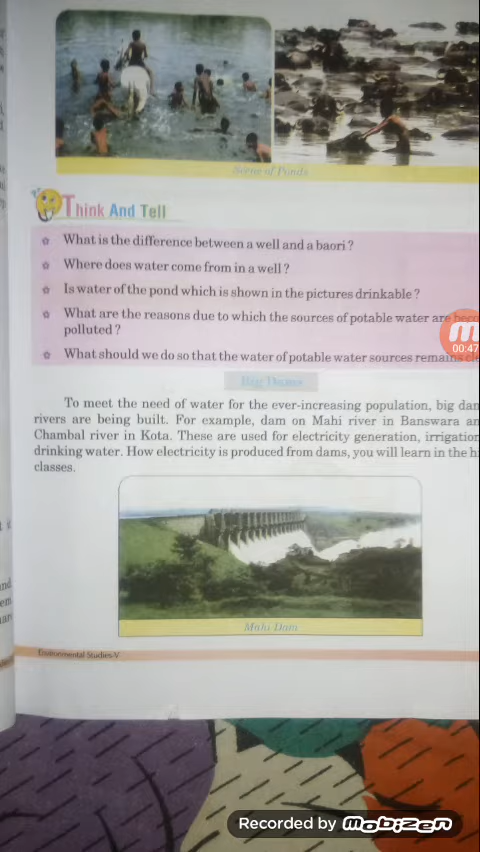 Scene of Ponds
Think And Tell
What is the difference between a well and a baori ?
Where does water come from in a well ?
Is water of the pond which is shown in the pictures drinkable ?
What are the reasons due to which the sources of potable water are
polluted ?
What should we do so that the water of potable water sources remains
Big Dams
To meet the need of water for the ever-increasing population, big
rivers are being built. For example, dam on Mahi river in Banswara
Chambal river in Kota. These are used for electricity generation,
drinking water. How electricity is produced from dams, you will learn in the
classes.
Mahi Dam
Environmental Studies-V
00:47
Recorded by mobizen